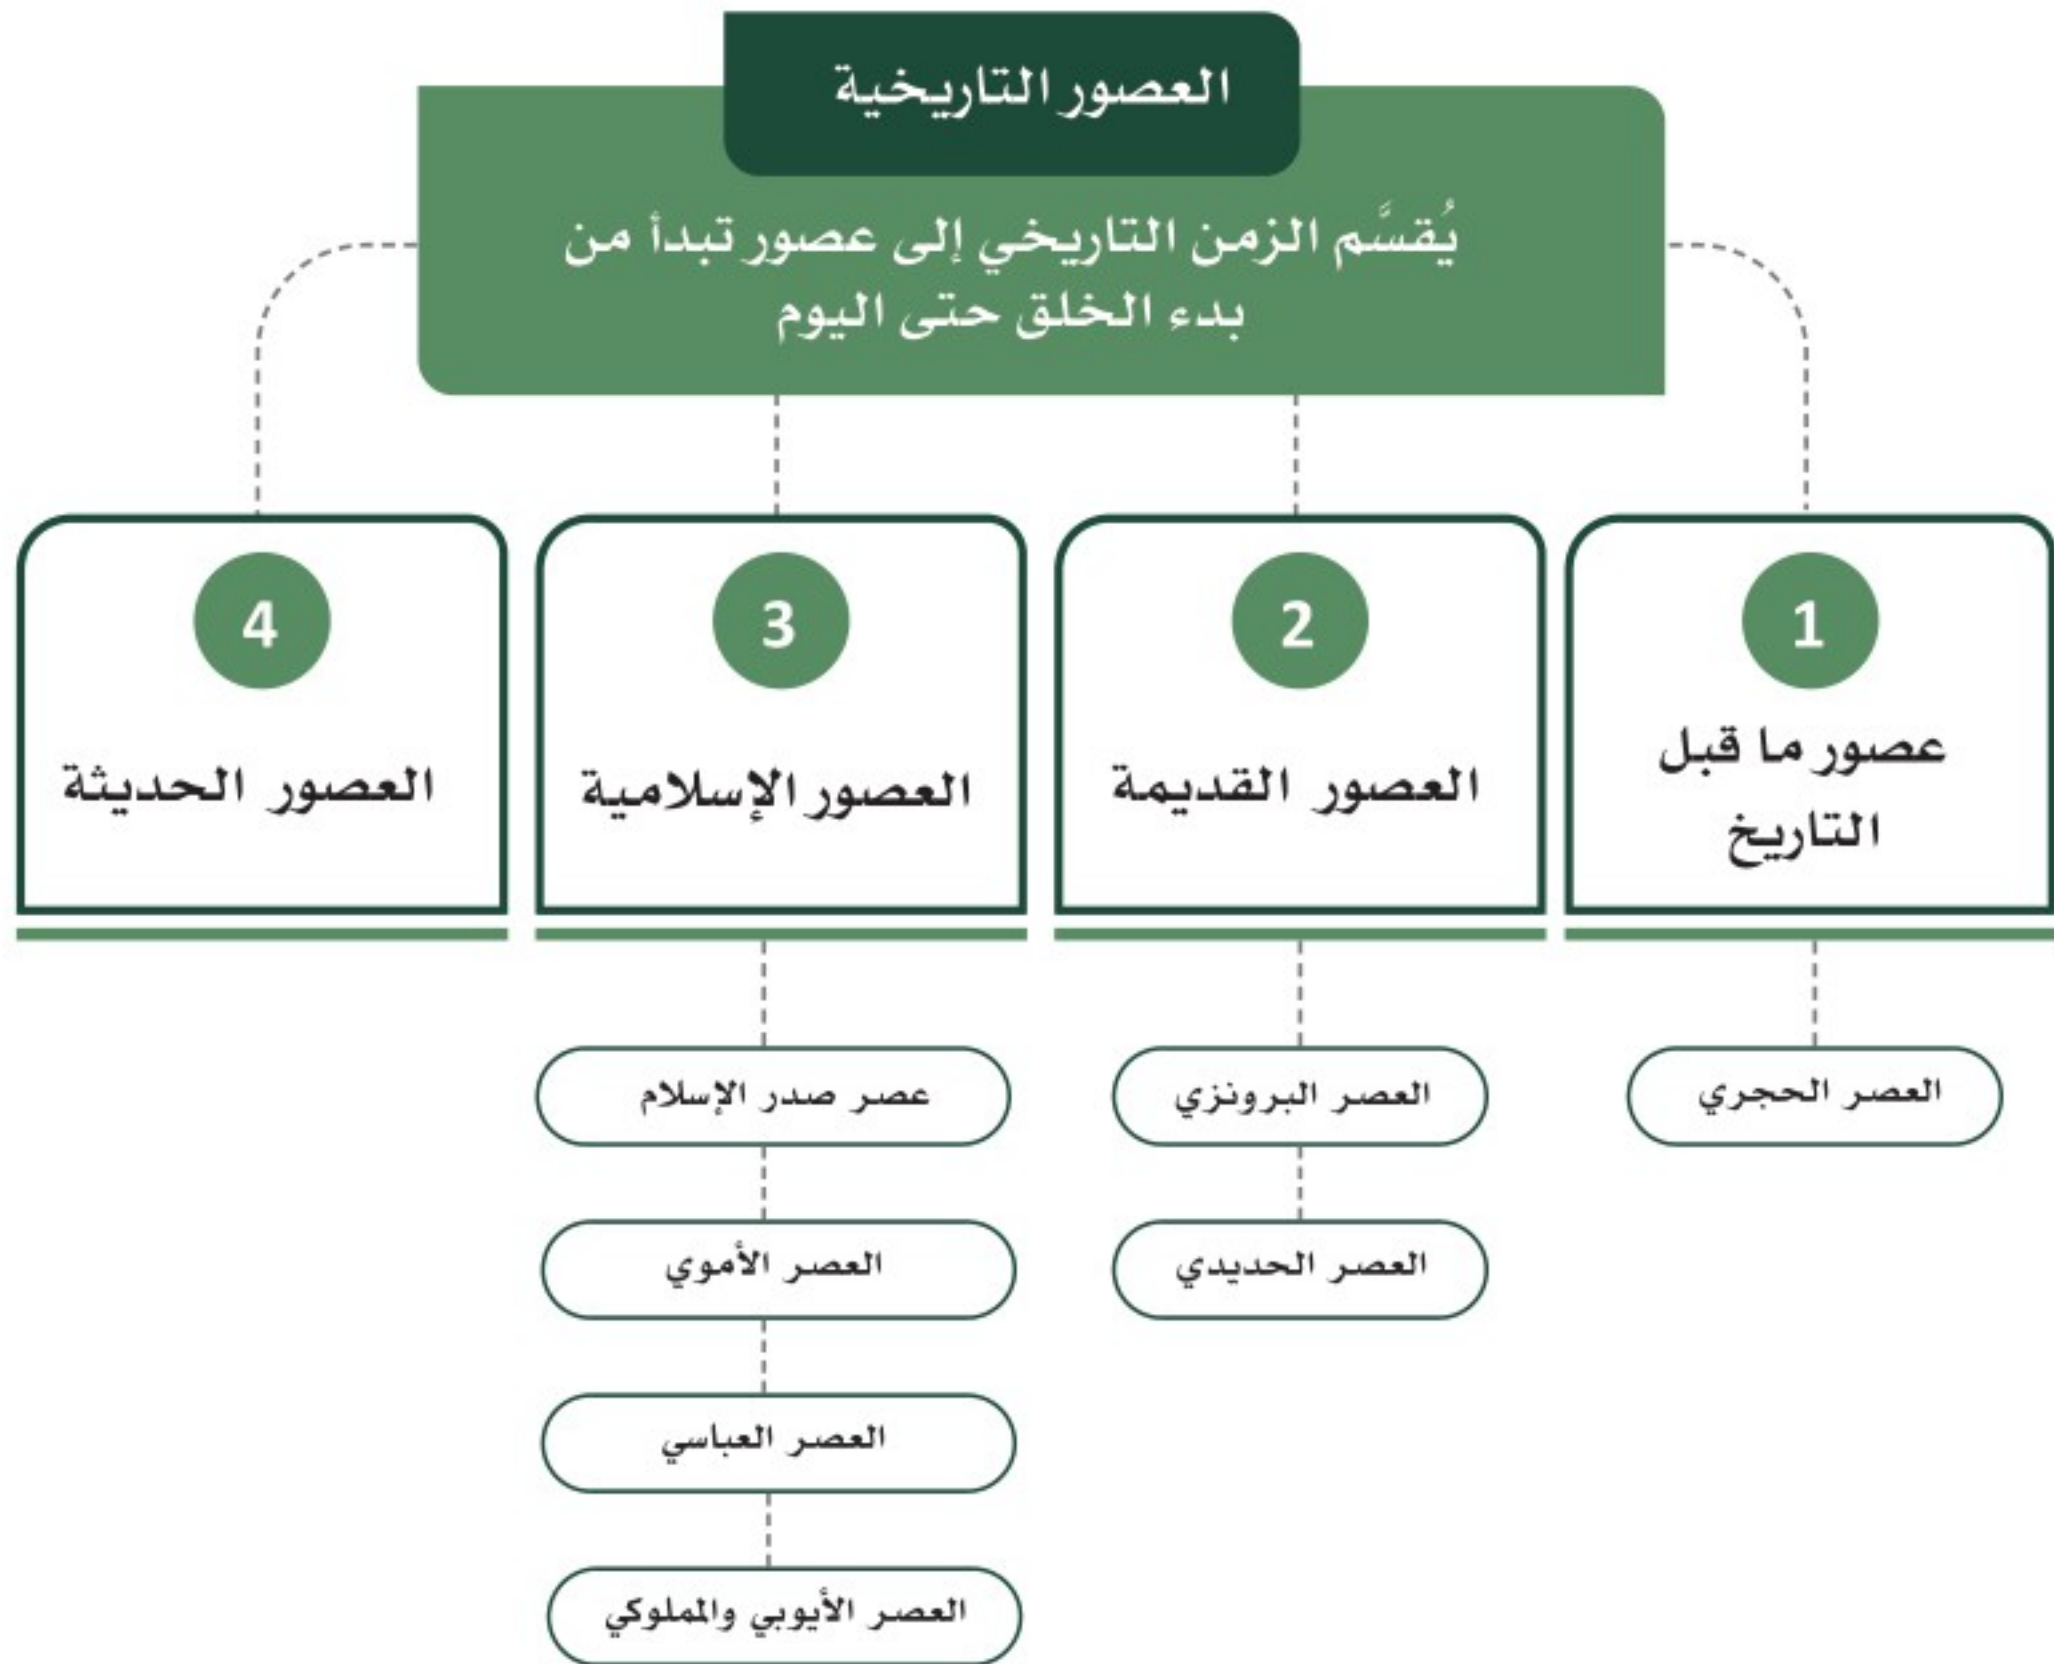 العصور التاريخية
يُقسَّم الزمن التاريخي إلى عصور تبدأ من
بدء الخلق حتى اليوم
1
عصور ما قبل
التاريخ
العصر الحجري
2
العصور القديمة
العصر البرونزي
العصر الحديدي
3
العصور الإسلامية
عصر صدر الإسلام
العصر الأموي
العصر العباسي
العصر الأيوبي والمملوكي
4
العصور الحديثة